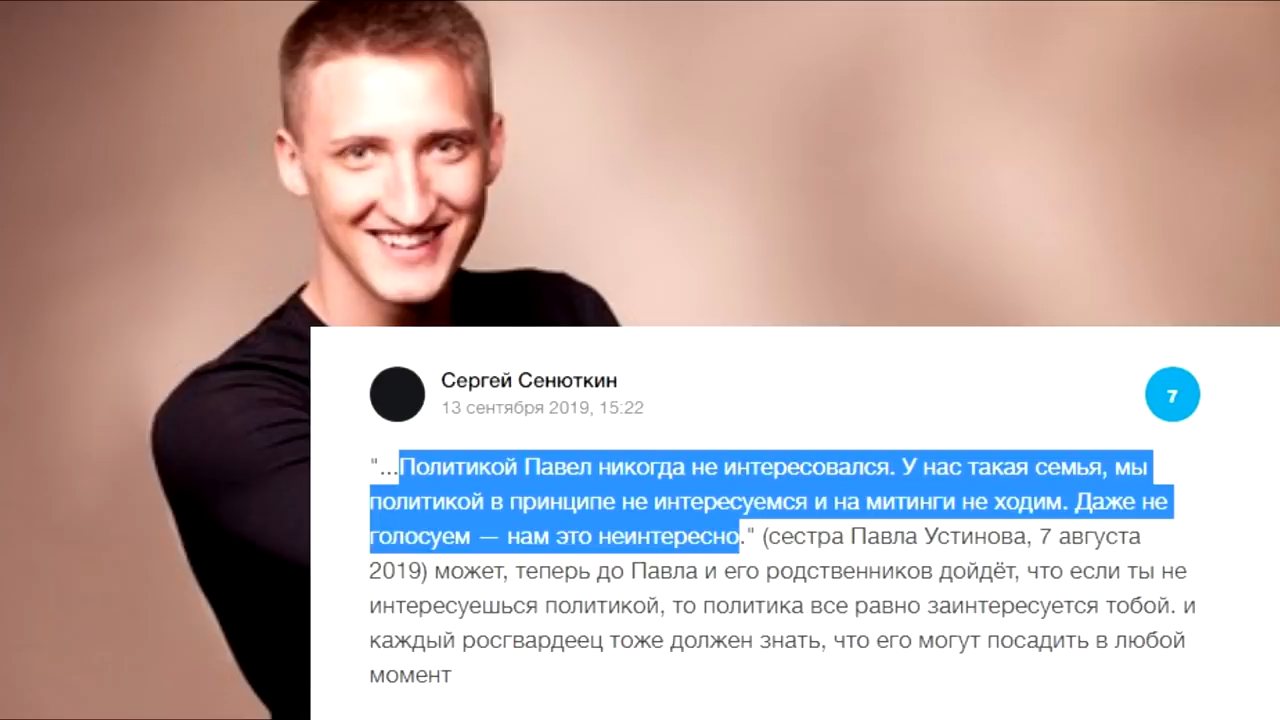 Сергей Сенюткин
13 сентября 2019, 15:22
7
"...Политикой Павел никогда не интересовался. У нас такая семья, мы
политикой в принципе не интересуемся и на митинги не ходим. Даже не
голосуем — нам это неинтересно." (сестра Павла Устинова, 7 августа
2019) может, теперь до Павла и его родственников дойдёт, что если ты не
интересуешься политикой, то политика все равно заинтересуется тобой. и
каждый росгвардеец тоже должен знать, что его могут посадить в любой
момент